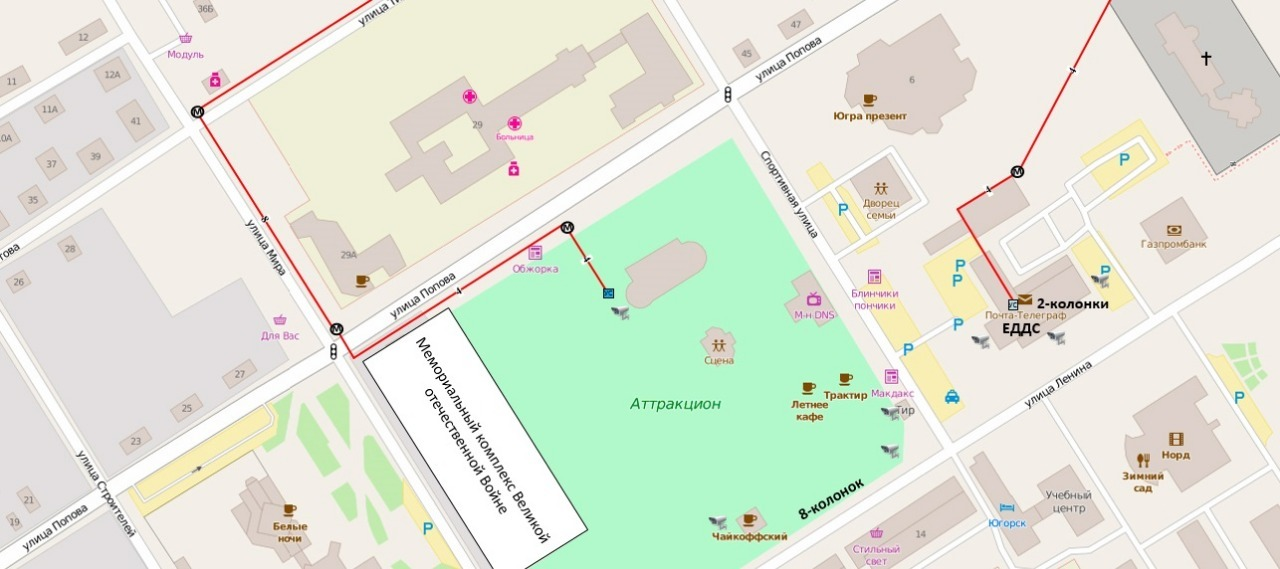 36Б
улица
12
Модуль
11
12А
11А
41
37
39
35
28
26
улица Мира
29
Больница
29А
улица Попова
Обжорка
Для Вас
27
25
23
21
19
улица Попова
улица Строителей
Белые
ночи
P
Мемориальный комплекс Великой
отечественной Войне
47
45
улица Попова
6
Югра презент
Спортивная улица
Дворец
семьи
P
Газпромбанк
P
P
P
P
P
P
Блинчики
пончики
М-н DNS
Почта-Телеграф
2-колонки
ЕДДС
Сцена
Аттракцион
Летнее
кафе
Трактир
Макдакс
Тир
улица Ленина
P
8-колонок
Чайкоффский
14
Стильный
свет
Югорск
Учебный
центр
Норд
Зимний
сад